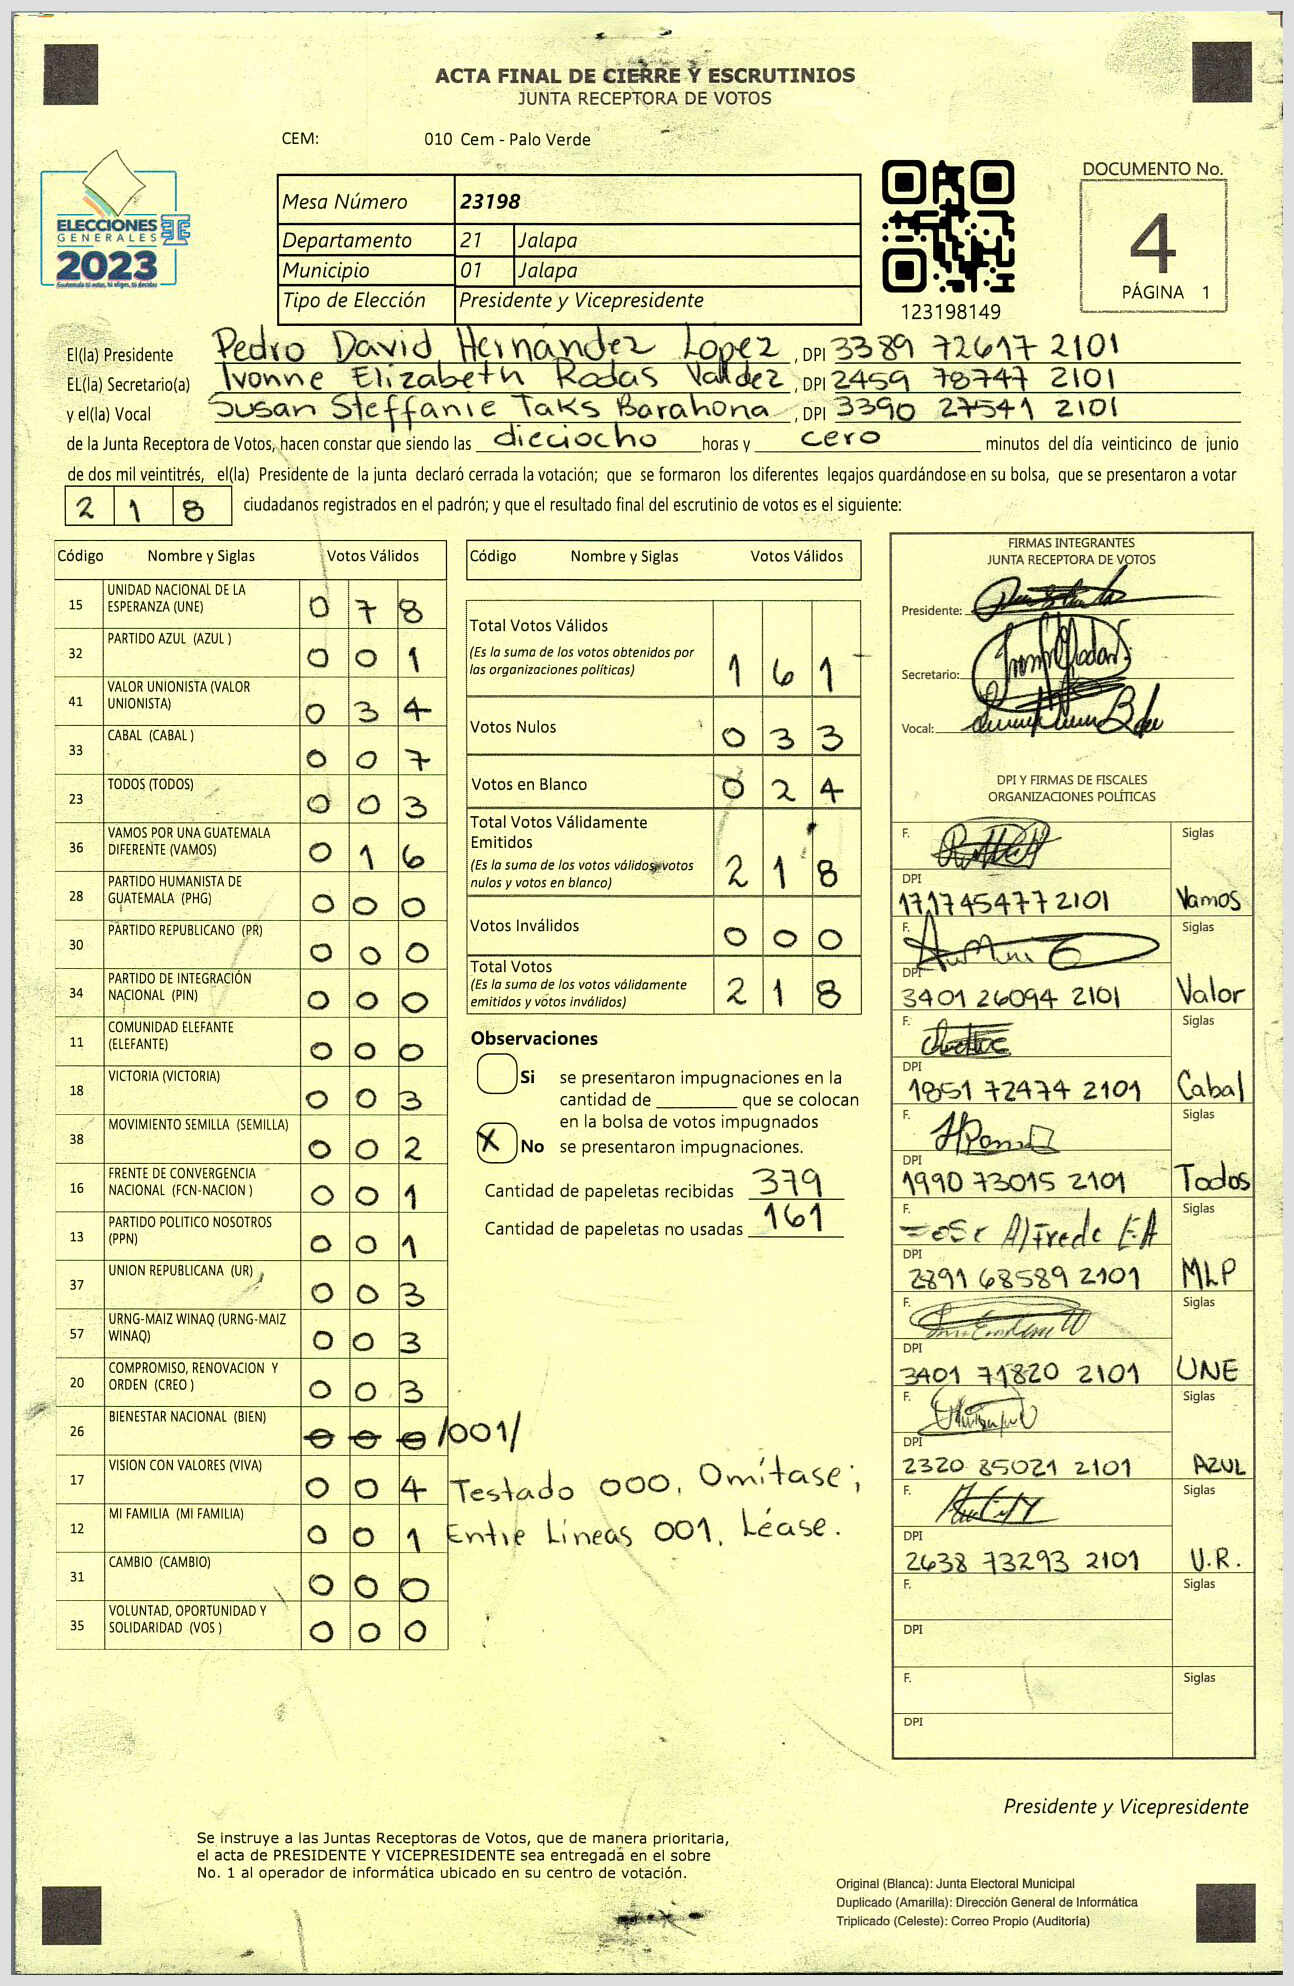 ACTA FINAL DE CIERRE Y ESCRUTINIOS
JUNTA RECEPTORA DE VOTOS
CEM: 010 Cem - Palo Verde
ELECCIONES
GENERALES
2023
Guatemala tú votas, tú eliges, tú decides
Mesa Número 23198
Departamento 21 Jalapa
Municipio 01 Jalapa
Tipo de Elección Presidente y Vicepresidente
123198149
DOCUMENTO No.
4
PÁGINA 1
El(la) Presidente Pedro David Hernández Lopez, DPI 3389 72617 2101
EL(la) Secretario(a) Ivonne Elizabeth Rodas Valdez, DPI 2459 78747 2101
y el(la) Vocal Susan Steffanie Taks Barahona, DPI 3390 27541 2101
de la Junta Receptora de Votos, hacen constar que siendo las dieciocho horas y cero minutos del día veinticinco de junio
de dos mil veintitrés, el(la) Presidente de la junta declaró cerrada la votación; que se formaron los diferentes legajos guardándose en su bolsa, que se presentaron a votar
2 1 8 ciudadanos registrados en el padrón; y que el resultado final del escrutinio de votos es el siguiente:
Código Nombre y Siglas Votos Válidos
15 UNIDAD NACIONAL DE LA
ESPERANZA (UNE) 0 7 8
32 PARTIDO AZUL (AZUL ) 0 0 1
41 VALOR UNIONISTA (VALOR
UNIONISTA) 0 3 4
33 CABAL (CABAL ) 0 0 7
23 TODOS (TODOS) 0 0 3
36 VAMOS POR UNA GUATEMALA
DIFERENTE (VAMOS) 0 1 6
28 PARTIDO HUMANISTA DE
GUATEMALA (PHG) 0 0 0
30 PARTIDO REPUBLICANO (PR) 0 0 0
34 PARTIDO DE INTEGRACIÓN
NACIONAL (PIN) 0 0 0
11 COMUNIDAD ELEFANTE
(ELEFANTE) 0 0 0
18 VICTORIA (VICTORIA) 0 0 3
38 MOVIMIENTO SEMILLA (SEMILLA) 0 0 2
16 FRENTE DE CONVERGENCIA
NACIONAL (FCN-NACION ) 0 0 1
13 PARTIDO POLITICO NOSOTROS
(PPN) 0 0 1
37 UNION REPUBLICANA (UR) 0 0 3
57 URNG-MAIZ WINAQ (URNG-MAIZ
WINAQ) 0 0 3
20 COMPROMISO, RENOVACION Y
ORDEN (CREO ) 0 0 3
26 BIENESTAR NACIONAL (BIEN) 0 0 0 /001/
17 VISION CON VALORES (VIVA) 0 0 4 Testado 000, Omítase;
12 MI FAMILIA (MI FAMILIA) 0 0 1 Entre Líneas 001, Léase.
31 CAMBIO (CAMBIO) 0 0 0
35 VOLUNTAD, OPORTUNIDAD Y
SOLIDARIDAD (VOS ) 0 0 0
Código Nombre y Siglas Votos Válidos
Total Votos Válidos
(Es la suma de los votos obtenidos por
las organizaciones políticas) 1 6 1
Votos Nulos 0 3 3
Votos en Blanco 0 2 4
Total Votos Válidamente
Emitidos
(Es la suma de los votos válidos, votos
nulos y votos en blanco) 2 1 8
Votos Inválidos 0 0 0
Total Votos
(Es la suma de los votos válidamente
emitidos y votos inválidos) 2 1 8
Observaciones
Si se presentaron impugnaciones en la
cantidad de ________ que se colocan
en la bolsa de votos impugnados
X No se presentaron impugnaciones.
Cantidad de papeletas recibidas 379
Cantidad de papeletas no usadas 161
FIRMAS INTEGRANTES
JUNTA RECEPTORA DE VOTOS
Presidente:
Secretario:
Vocal:
DPI Y FIRMAS DE FISCALES
ORGANIZACIONES POLÍTICAS
F. Siglas
DPI
1717 45477 2101 Vamos
F. Siglas
DPI
3401 26094 2101 Valor
F. Siglas
DPI
1851 72474 2101 Cabal
F. Siglas
DPI
1990 73015 2101 Todos
F. Alfredo EA Siglas
DPI
2891 68589 2101 MLP
F. Siglas
DPI
3401 71820 2101 UNE
F. Siglas
DPI
2320 85021 2101 AZUL
F. Siglas
DPI
2638 73293 2101 U.R.
F. Siglas
DPI
F. Siglas
DPI
Presidente y Vicepresidente
Se instruye a las Juntas Receptoras de Votos, que de manera prioritaria,
el acta de PRESIDENTE Y VICEPRESIDENTE sea entregada en el sobre
No. 1 al operador de informática ubicado en su centro de votación.
Original (Blanca): Junta Electoral Municipal
Duplicado (Amarilla): Dirección General de Informática
Triplicado (Celeste): Correo Propio (Auditoría)